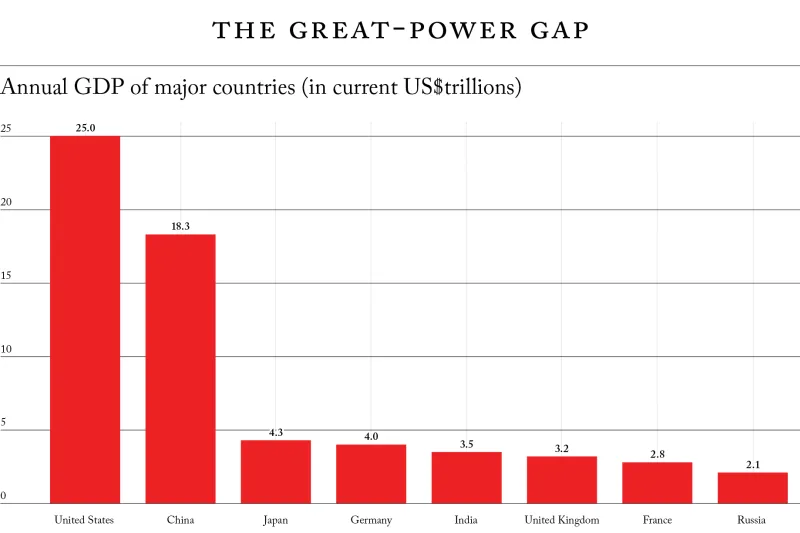 THE GREAT-POWER GAP
Annual GDP of major countries (in current US$trillions)
25
25.0
20
18.3
15
10
5
4.3
4.0
3.5
3.2
2.8
2.1
0
United States
China
Japan
Germany
India
United Kingdom
France
Russia